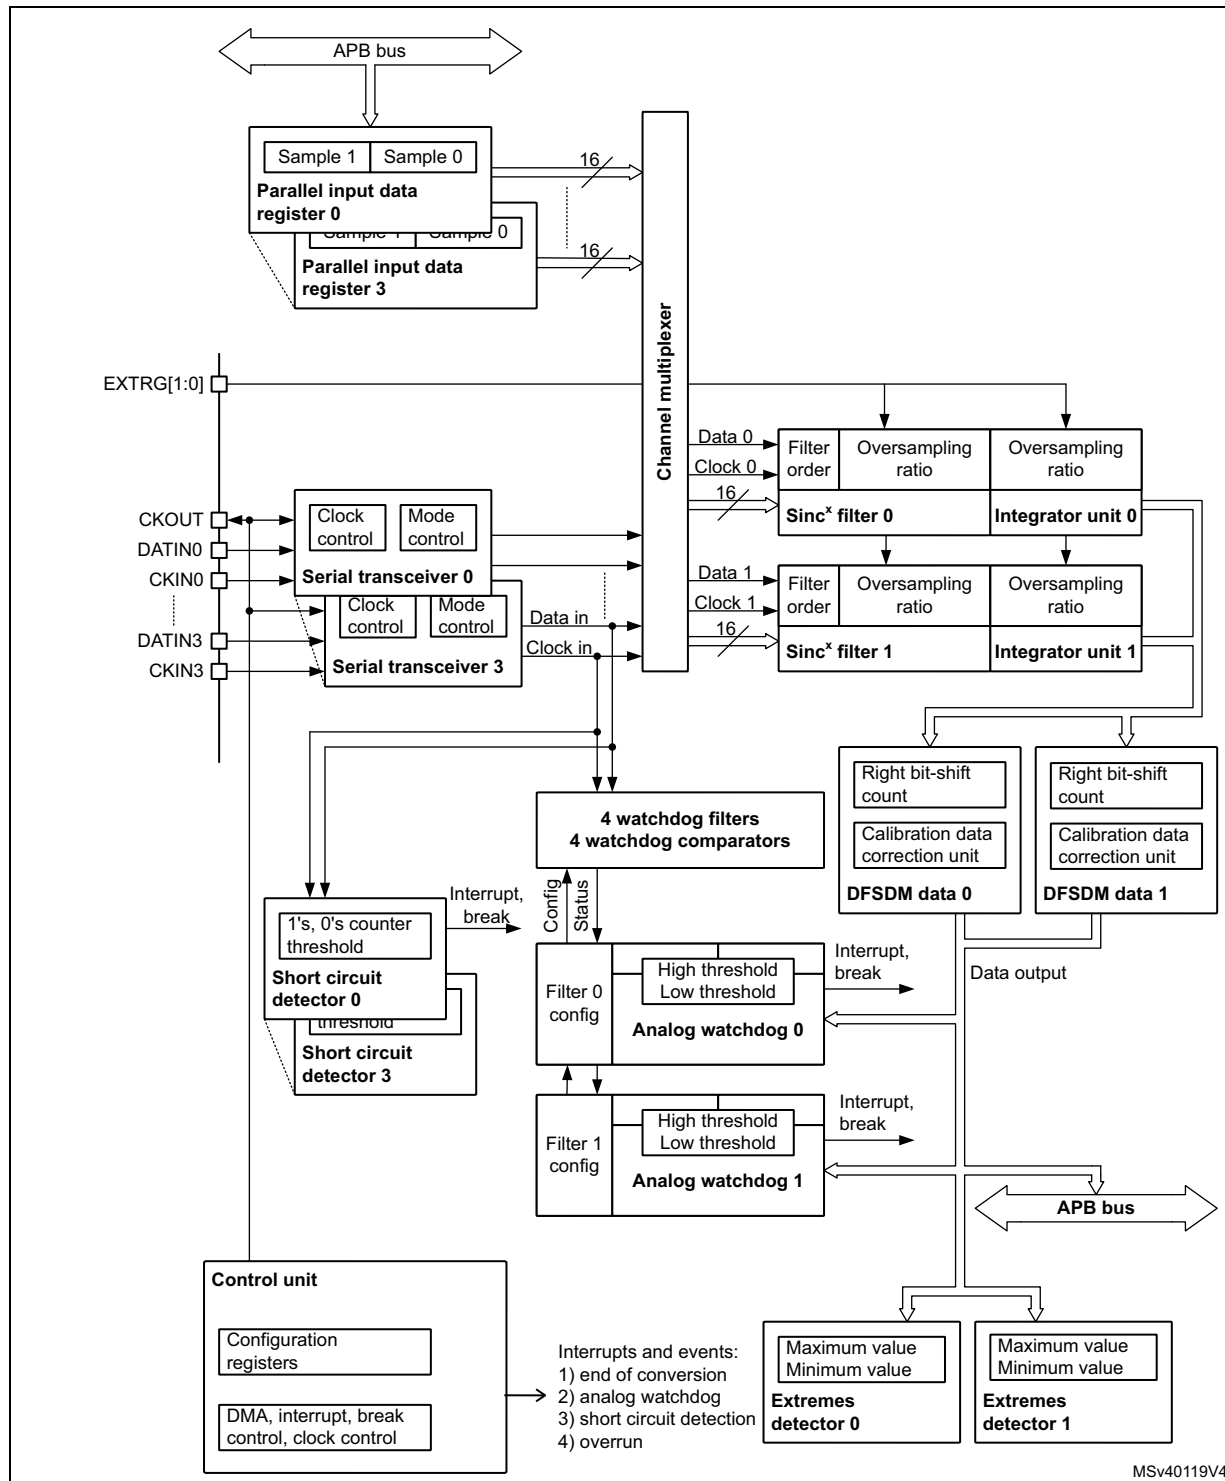 APB bus
Sample 1 Sample 0
Parallel input data
register 0
Sample 1 Sample 0
Parallel input data
register 3
16
16
Channel multiplexer
EXTRG[1:0]
CKOUT
DATIN0
CKIN0
DATIN3
CKIN3
Clock
control
Mode
control
Serial transceiver 0
Clock
control
Mode
control
Serial transceiver 3
Data in
Clock in
Data 0
Clock 0
16
Filter
order
Oversampling
ratio
Oversampling
ratio
Sincˣ filter 0
Integrator unit 0
Data 1
Clock 1
16
Filter
order
Oversampling
ratio
Oversampling
ratio
Sincˣ filter 1
Integrator unit 1
Right bit-shift
count
Calibration data
correction unit
DFSDM data 0
Right bit-shift
count
Calibration data
correction unit
DFSDM data 1
4 watchdog filters
4 watchdog comparators
Config
Status
1's, 0's counter
threshold
Short circuit
detector 0
threshold
Short circuit
detector 3
Interrupt,
break
Filter 0
config
High threshold
Low threshold
Analog watchdog 0
Interrupt,
break
Data output
Filter 1
config
High threshold
Low threshold
Analog watchdog 1
Interrupt,
break
APB bus
Control unit
Configuration
registers
DMA, interrupt, break
control, clock control
Interrupts and events:
1) end of conversion
2) analog watchdog
3) short circuit detection
4) overrun
Maximum value
Minimum value
Extremes
detector 0
Maximum value
Minimum value
Extremes
detector 1
MSv40119V4